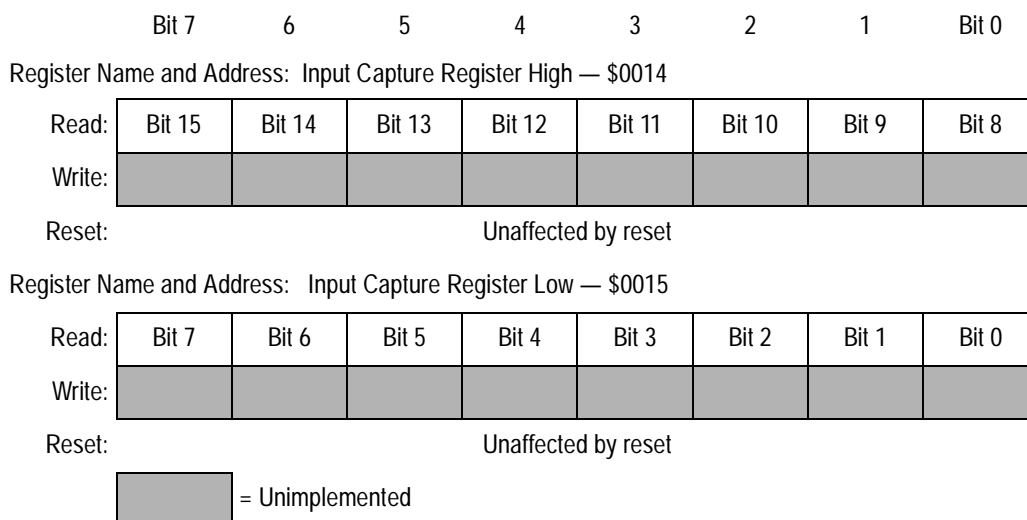 Bit 7 6 5 4 3 2 1 Bit 0
Register Name and Address: Input Capture Register High — $0014
Read: Bit 15 Bit 14 Bit 13 Bit 12 Bit 11 Bit 10 Bit 9 Bit 8
Write:
Reset: Unaffected by reset
Register Name and Address: Input Capture Register Low — $0015
Read: Bit 7 Bit 6 Bit 5 Bit 4 Bit 3 Bit 2 Bit 1 Bit 0
Write:
Reset: Unaffected by reset
= Unimplemented